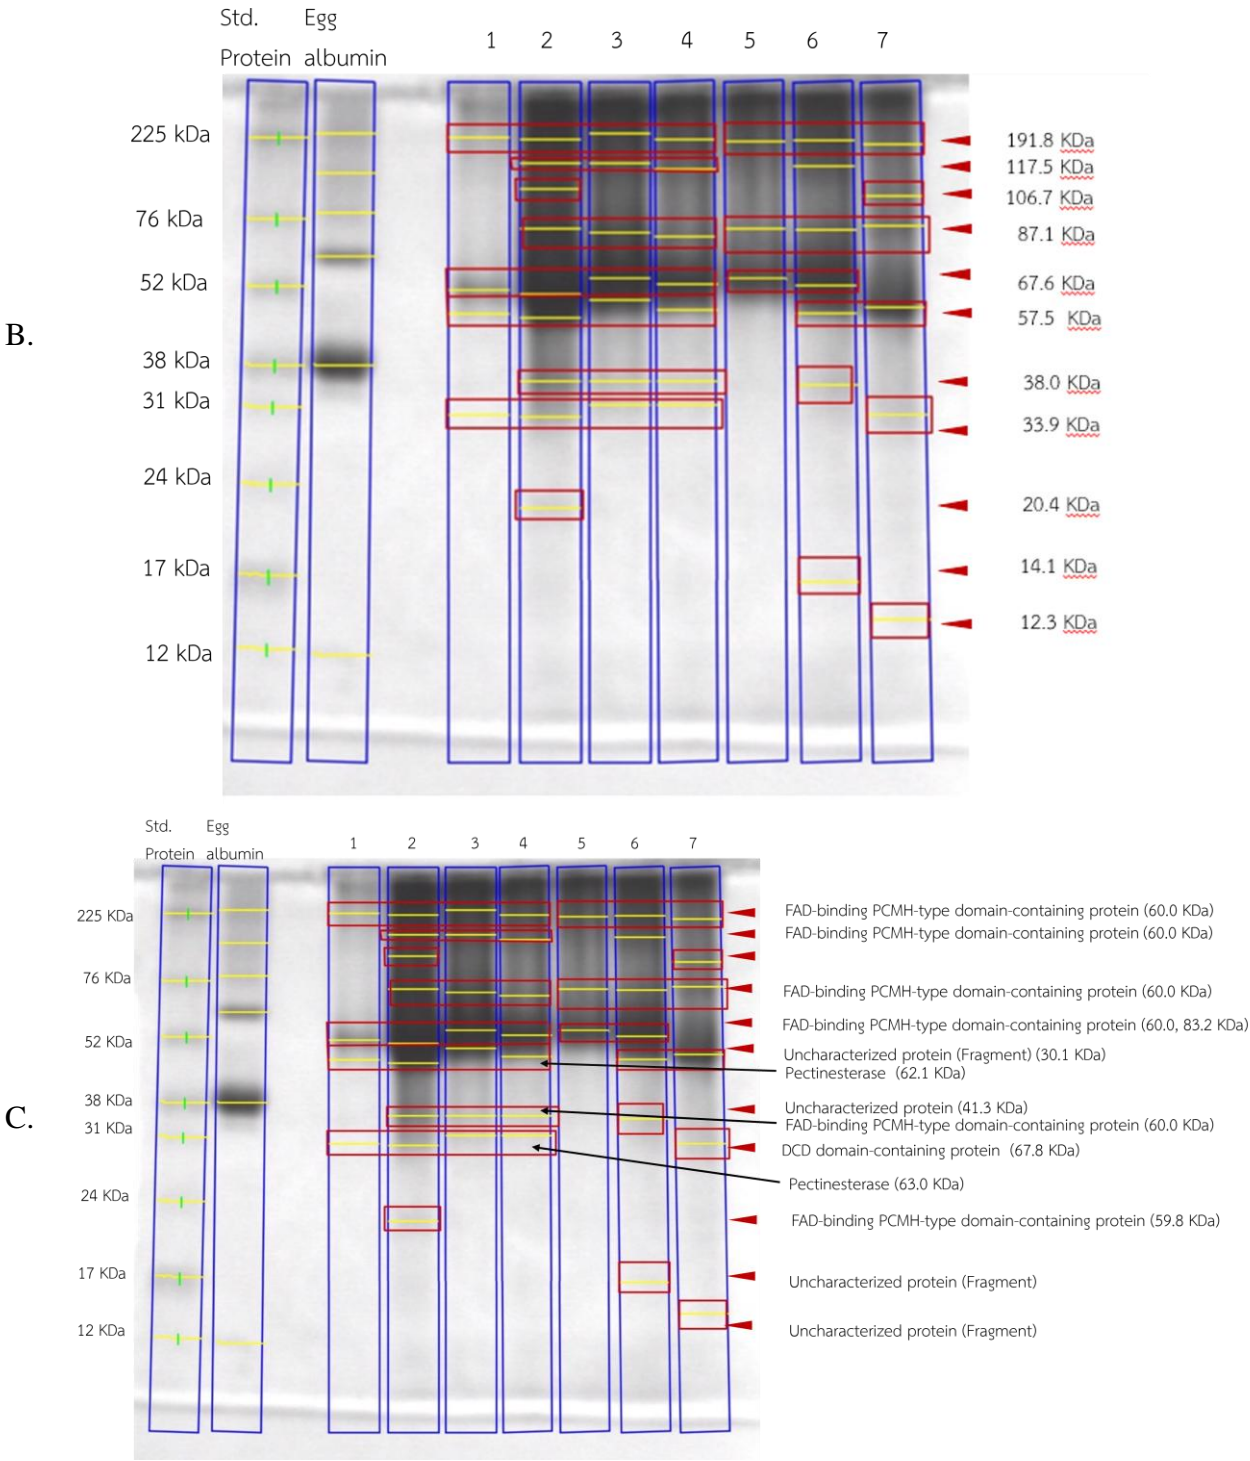 Std. Egg
Protein albumin
1 2 3 4 5 6 7
225 kDa
76 kDa
52 kDa
38 kDa
31 kDa
24 kDa
17 kDa
12 kDa
B.
191.8 KDa
117.5 KDa
106.7 KDa
87.1 KDa
67.6 KDa
57.5 KDa
38.0 KDa
33.9 KDa
20.4 KDa
14.1 KDa
12.3 KDa
Std. Egg
Protein albumin
1 2 3 4 5 6 7
225 KDa
76 KDa
52 KDa
38 KDa
31 KDa
24 KDa
17 KDa
12 KDa
C.
FAD-binding PCMH-type domain-containing protein (60.0 KDa)
FAD-binding PCMH-type domain-containing protein (60.0 KDa)
FAD-binding PCMH-type domain-containing protein (60.0 KDa)
FAD-binding PCMH-type domain-containing protein (60.0, 83.2 KDa)
Uncharacterized protein (Fragment) (30.1 KDa)
Pectinesterase (62.1 KDa)
Uncharacterized protein (41.3 KDa)
FAD-binding PCMH-type domain-containing protein (60.0 KDa)
DCD domain-containing protein (67.8 KDa)
Pectinesterase (63.0 KDa)
FAD-binding PCMH-type domain-containing protein (59.8 KDa)
Uncharacterized protein (Fragment)
Uncharacterized protein (Fragment)